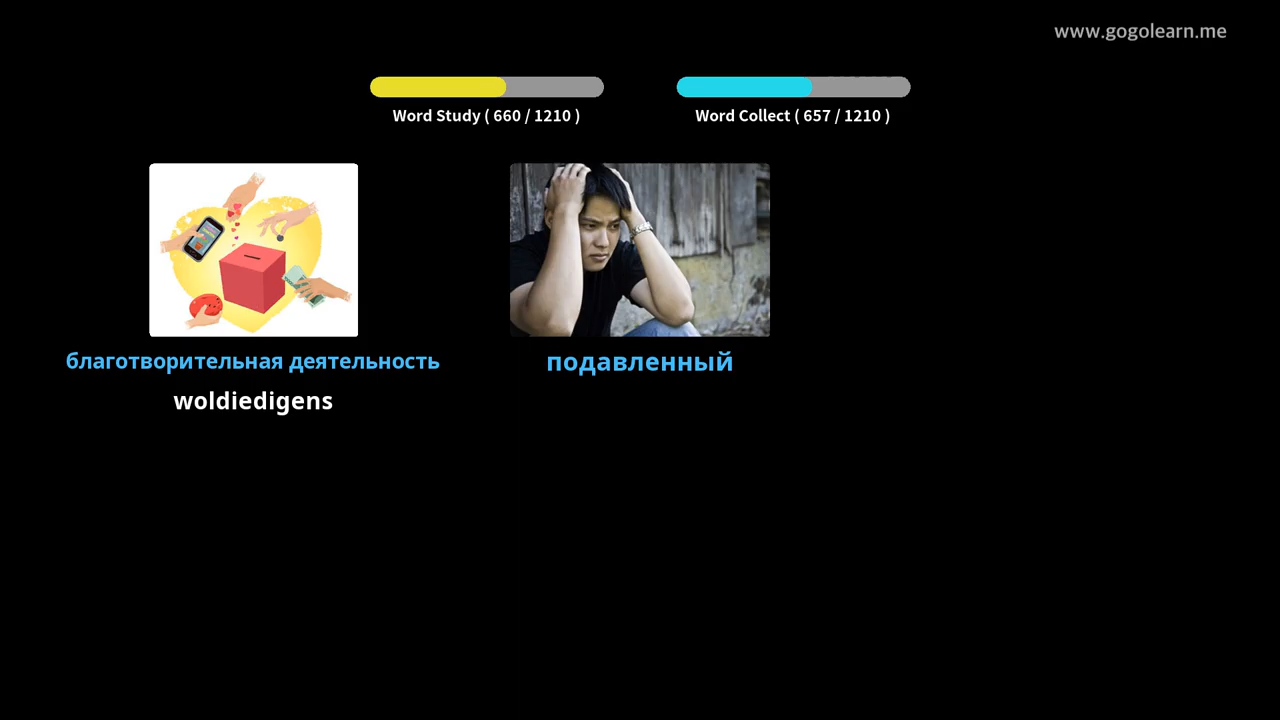 www.gogolearn.me
Word Study ( 660 / 1210 )
Word Collect ( 657 / 1210 )
благотворительная деятельность
подавленный
woldiedigens